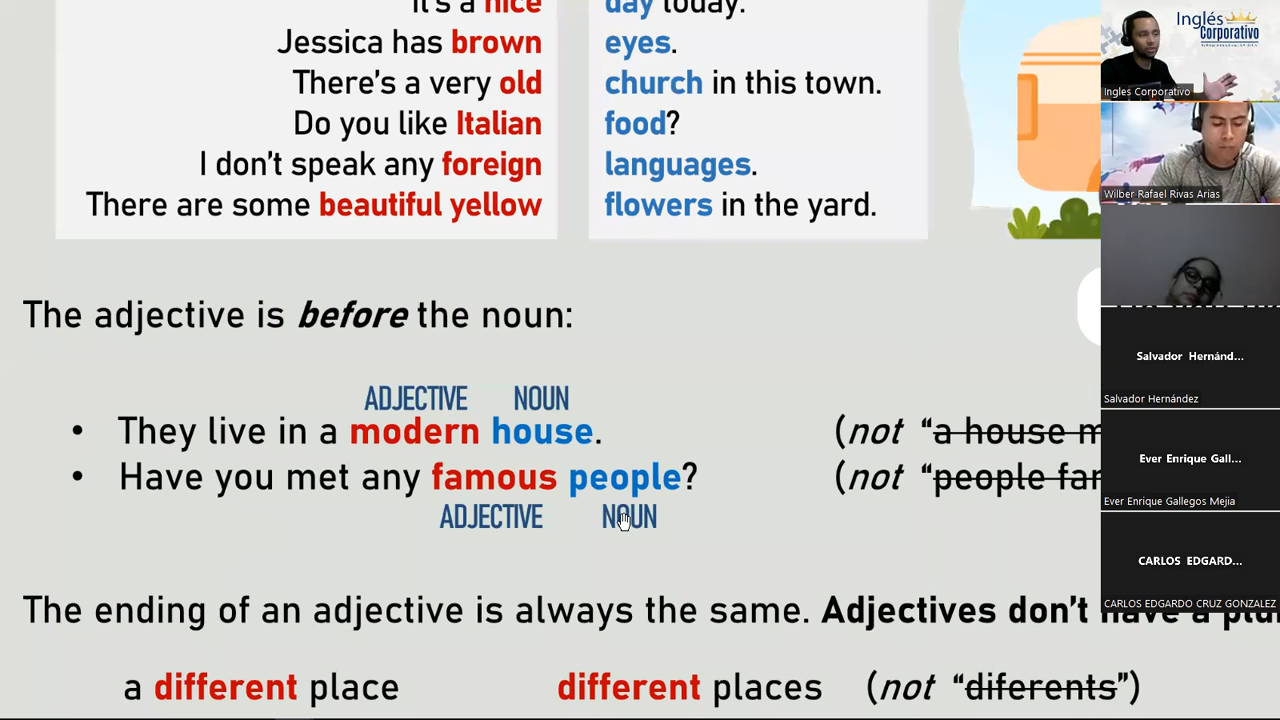 It's a nice day today.
Jessica has brown eyes.
There's a very old church in this town.
Do you like Italian food?
I don't speak any foreign languages.
There are some beautiful yellow flowers in the yard.
The adjective is before the noun:
ADJECTIVE NOUN
• They live in a modern house. (not "a house m
• Have you met any famous people? (not "people fam
ADJECTIVE NOUN
The ending of an adjective is always the same. Adjectives don't have a plu
a different place different places (not "diferents")
Inglés
Corporativo
Ingles Corporativo
Wilber Rafael Rivas Arias
Salvador Hernánd...
Salvador Hernández
Ever Enrique Gall...
Ever Enrique Gallegos Mejia
CARLOS EDGARD...
CARLOS EDGARDO CRUZ GONZALEZ